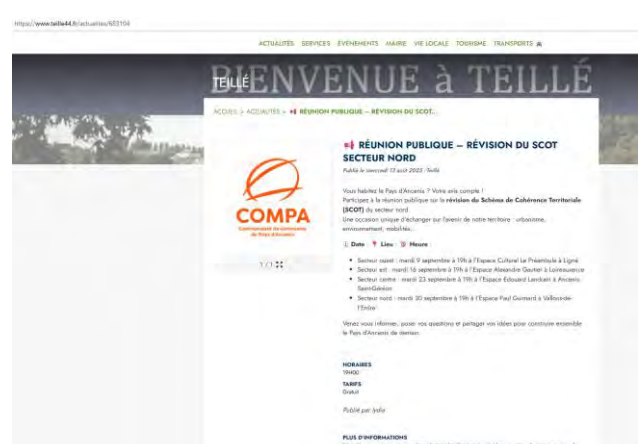 https://www.teille44.fr/actualites/653104
ACTUALITÉS SERVICES ÉVÉNEMENTS MAIRIE VIE LOCALE TOURISME TRANSPORTS
BIENVENUE à TEILLÉ
TEILLÉ
ACCUEIL > ACTUALITÉS > RÉUNION PUBLIQUE – RÉVISION DU SCOT...
RÉUNION PUBLIQUE – RÉVISION DU SCOT
SECTEUR NORD
Publié le mercredi 13 août 2025 - Teillé
COMPA
Communauté de communes
du Pays d'Ancenis
1 / 1
Vous habitez le Pays d'Ancenis ? Votre avis compte !
Participez à la réunion publique sur la révision du Schéma de Cohérence Territoriale
(SCOT) du secteur nord.
Une occasion unique d'échanger sur l'avenir de notre territoire : urbanisme,
environnement, mobilités...
Date Lieu Heure
Secteur ouest : mardi 9 septembre à 19h à l'Espace Culturel Le Préambule à Ligné
Secteur est : mardi 16 septembre à 19h à l'Espace Alexandre Gautier à Loireauxence
Secteur centre : mardi 23 septembre à 19h à l'Espace Édouard Landrain à Ancenis-
Saint-Géréon
Secteur nord : mardi 30 septembre à 19h à l'Espace Paul Guimard à Vallons-de-
l'Erdre
Venez vous informer, poser vos questions et partager vos idées pour construire ensemble
le Pays d'Ancenis de demain.
HORAIRES
19H00
TARIFS
Gratuit
Publié par lydia
PLUS D'INFORMATIONS